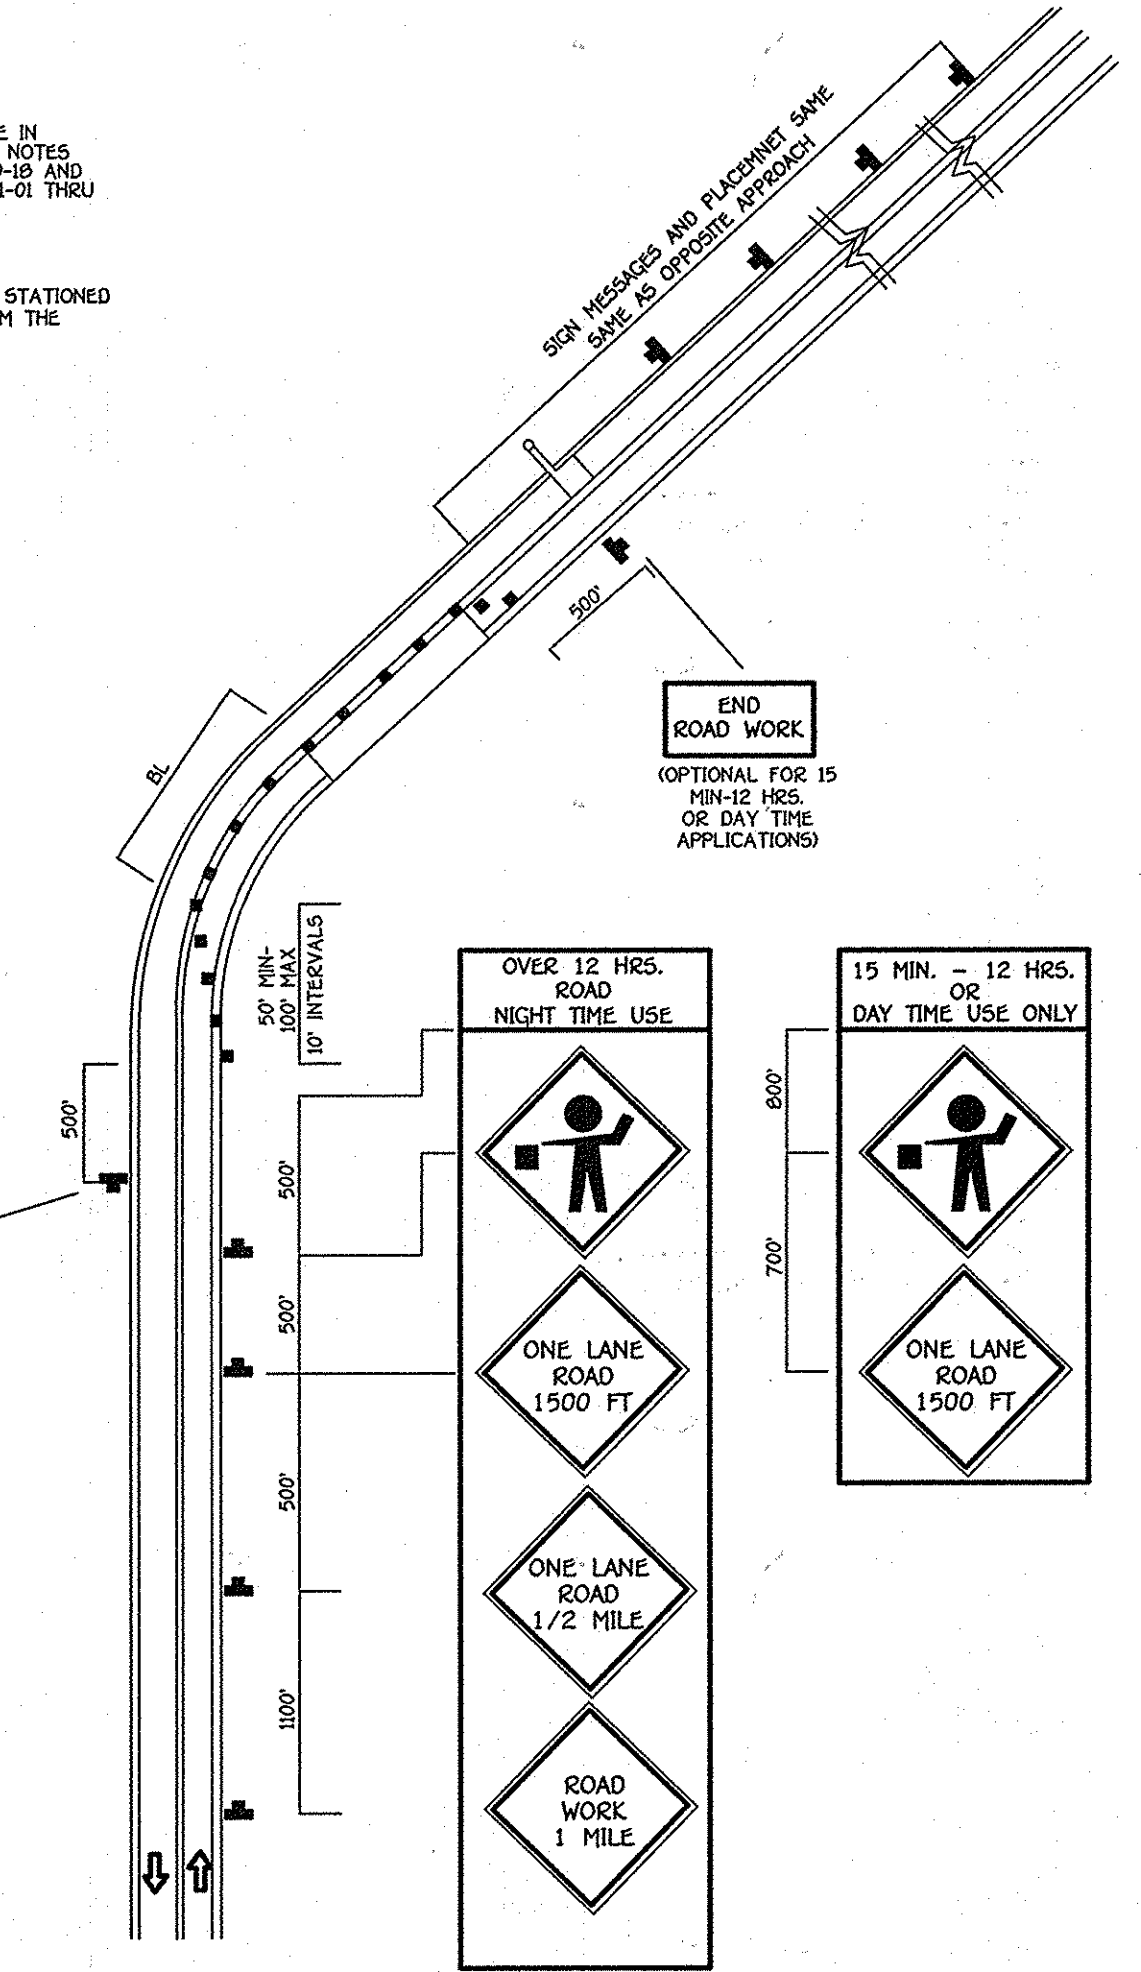 E IN
NOTES
9-18 AND
1-01 THRU
STATIONED
M THE
SIGN MESSAGES AND PLACEMNET SAME
SAME AS OPPOSITE APPROACH
500'
END
ROAD WORK
(OPTIONAL FOR 15
MIN-12 HRS.
OR DAY TIME
APPLICATIONS)
BL
50' MIN-
100' MAX
10' INTERVALS
500'
500'
500'
500'
1100'
OVER 12 HRS.
ROAD
NIGHT TIME USE
ONE LANE
ROAD
1500 FT
ONE LANE
ROAD
1/2 MILE
ROAD
WORK
1 MILE
15 MIN. - 12 HRS.
OR
DAY TIME USE ONLY
800'
700'
ONE LANE
ROAD
1500 FT